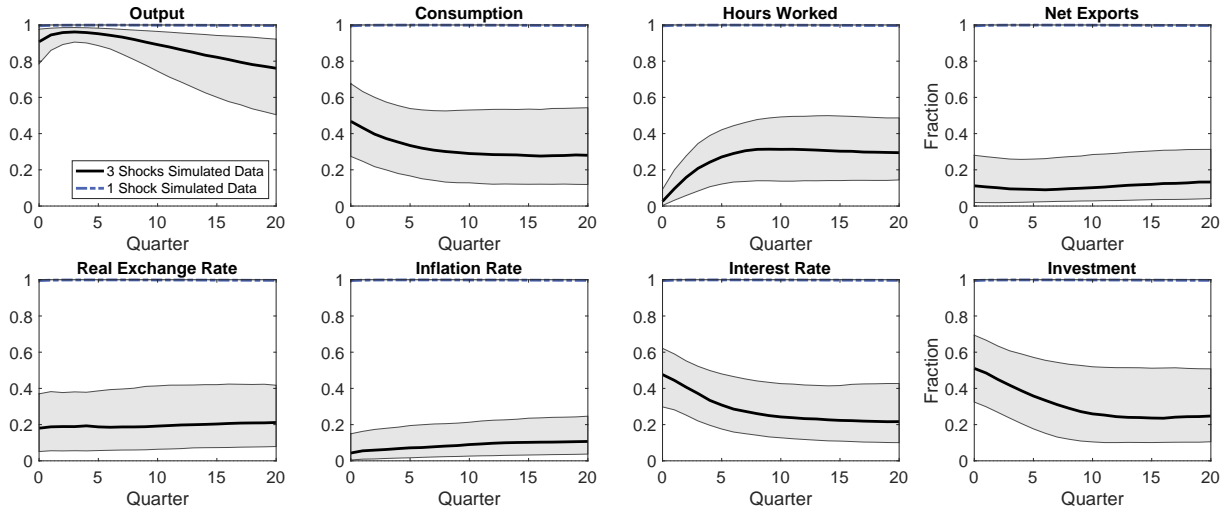 Output
1
0.8
0.6
0.4
0.2
0
3 Shocks Simulated Data
1 Shock Simulated Data
0 5 10 15 20
Quarter
Consumption
1
0.8
0.6
0.4
0.2
0
0 5 10 15 20
Quarter
Hours Worked
1
0.8
0.6
0.4
0.2
0
0 5 10 15 20
Quarter
Net Exports
Fraction
1
0.8
0.6
0.4
0.2
0
0 5 10 15 20
Quarter
Real Exchange Rate
1
0.8
0.6
0.4
0.2
0
0 5 10 15 20
Quarter
Inflation Rate
1
0.8
0.6
0.4
0.2
0
0 5 10 15 20
Quarter
Interest Rate
1
0.8
0.6
0.4
0.2
0
0 5 10 15 20
Quarter
Investment
Fraction
1
0.8
0.6
0.4
0.2
0
0 5 10 15 20
Quarter